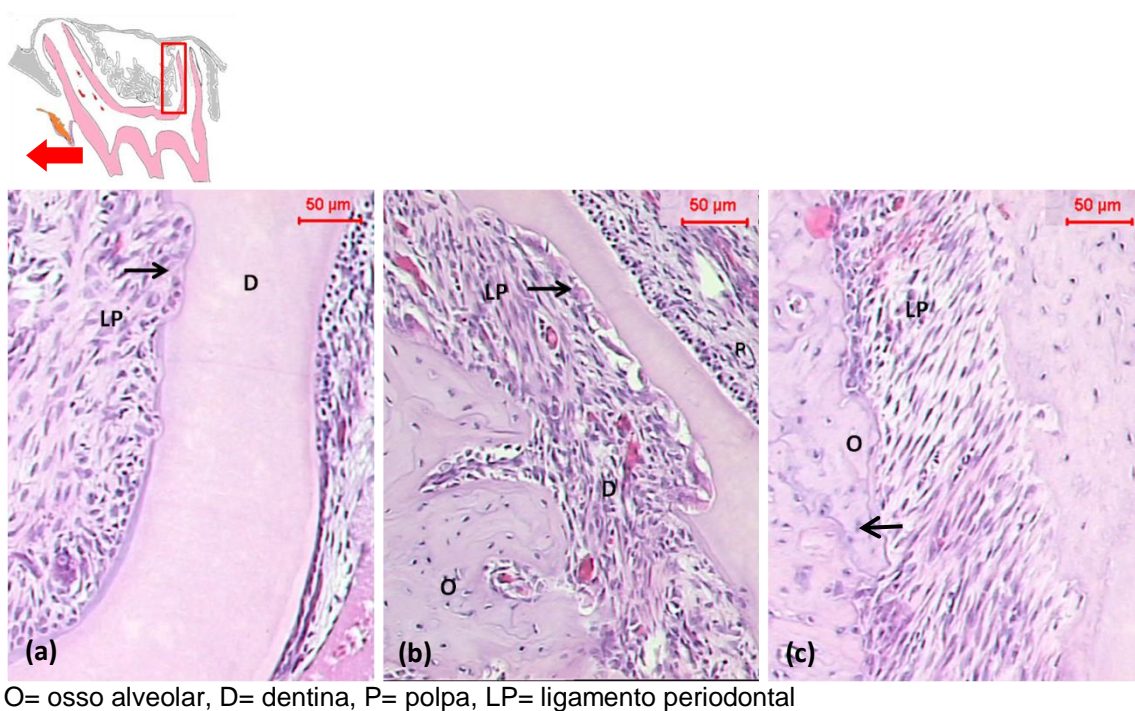 50 µm
50 µm
50 µm
D
LP
LP
P
D
O
LP
O
(a)
(b)
(c)
O= osso alveolar, D= dentina, P= polpa, LP= ligamento periodontal